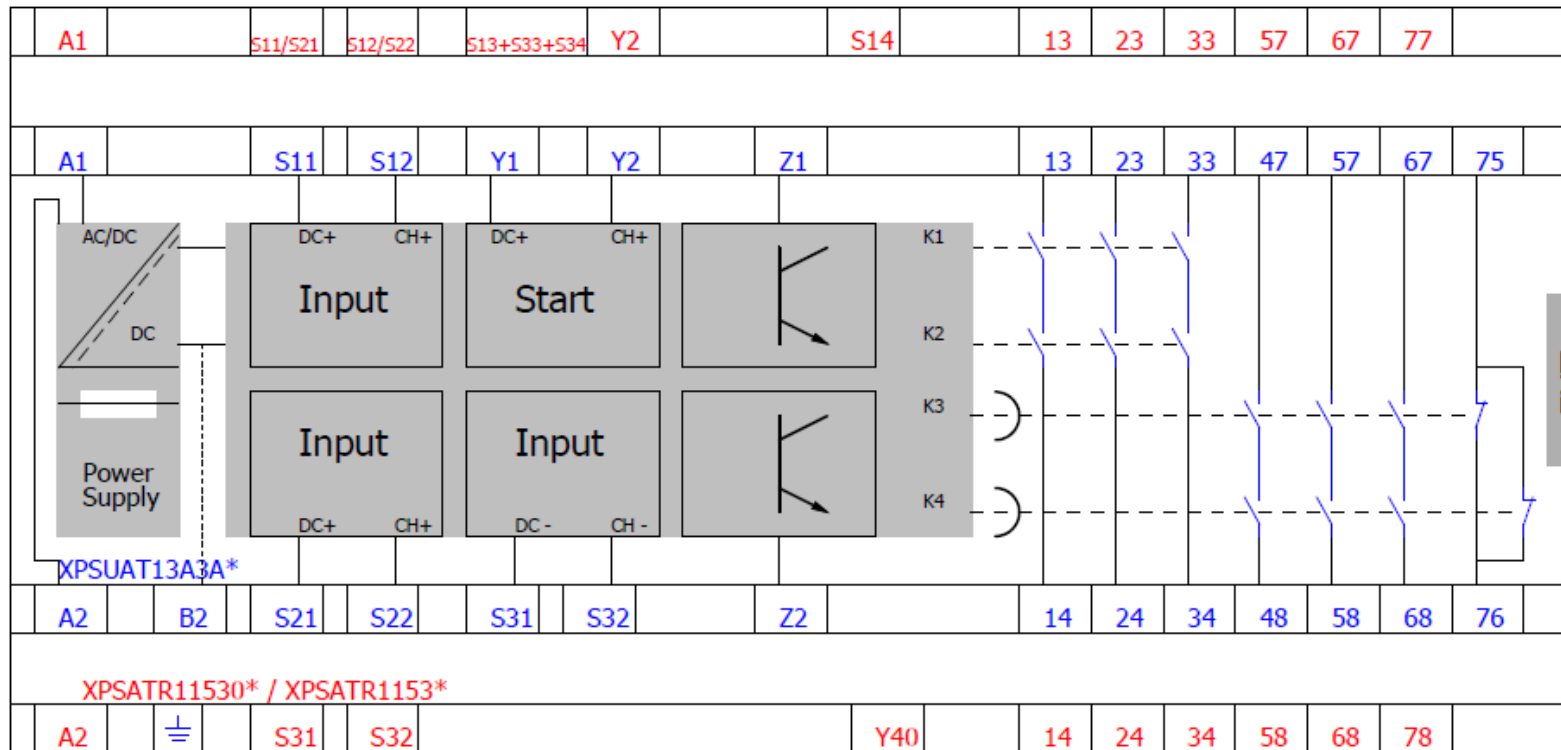 A1 S11/S21 S12/S22 S13+S33+S34 Y2 S14 13 23 33 57 67 77
A1 S11 S12 Y1 Y2 Z1 13 23 33 47 57 67 75
AC/DC DC+ CH+ DC+ CH+ K1
Input Start
DC K2
K3
Input Input
Power
Supply K4
DC+ CH+ DC - CH -
XPSUAT13A3A*
A2 B2 S21 S22 S31 S32 Z2 14 24 34 48 58 68 76
XPSATR11530* / XPSATR1153*
A2 S31 S32 Y40 14 24 34 58 68 78